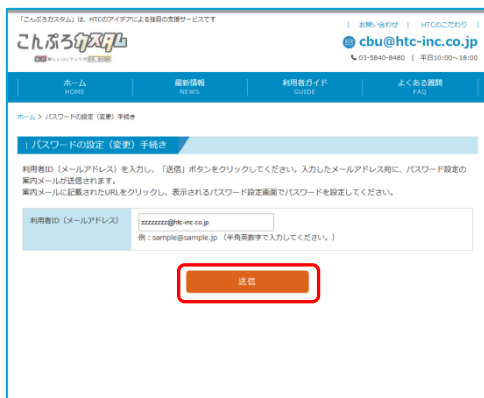 「こんぷろカスタム」は、HTCのアイデアによる独自の支援サービスです
| お問い合わせ | HTCのこだわり |
こんぷろカスタム
cbu@htc-inc.co.jp
03-5840-8480 | 平日10:00～18:00
ホーム 最新情報 利用者ガイド よくある質問
HOME NEWS GUIDE FAQ
ホーム > パスワードの設定（変更）手続き
| パスワードの設定（変更）手続き
利用者ID（メールアドレス）を入力し、「送信」ボタンをクリックしてください。入力したメールアドレス宛に、パスワード設定の
案内メールが送信されます。
案内メールに記載されたURLをクリックし、表示されるパスワード設定画面でパスワードを設定してください。
利用者ID（メールアドレス） zzzzzzzz@htc-inc.co.jp
例：sample@sample.jp （半角英数字で入力してください。）
送信